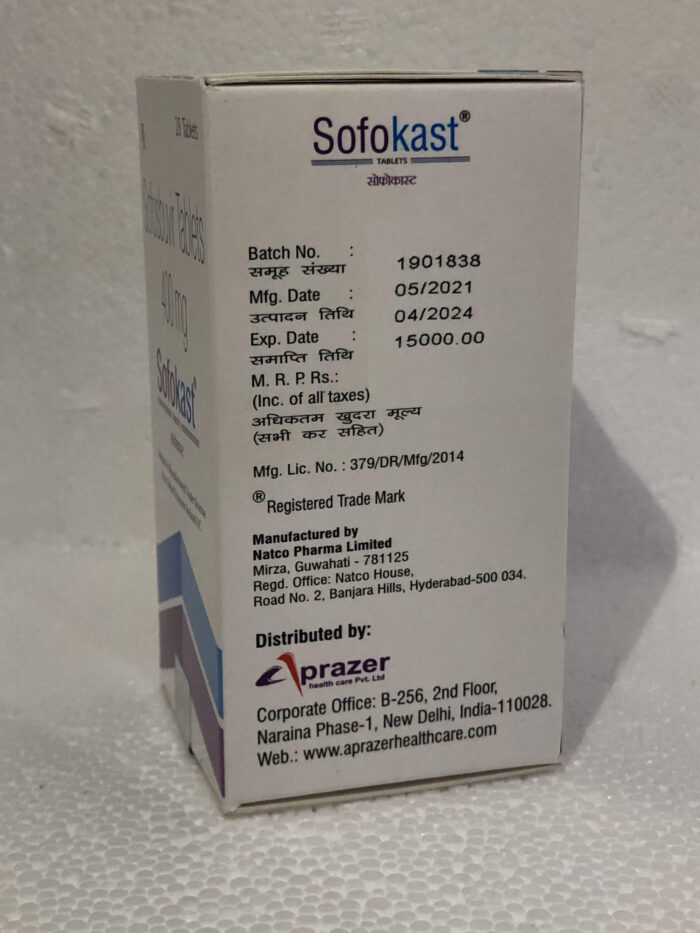 Sofokast®
TABLETS
सोफोकास्ट
Batch No. : 1901838
समूह संख्या
Mfg. Date : 05/2021
उत्पादन तिथि 04/2024
Exp. Date : 15000.00
समाप्ति तिथि
M. R. P. Rs.:
(Inc. of all taxes)
अधिकतम खुदरा मूल्य
(सभी कर सहित)
Mfg. Lic. No. : 379/DR/Mfg/2014
® Registered Trade Mark
Manufactured by
Natco Pharma Limited
Mirza, Guwahati - 781125
Regd. Office: Natco House,
Road No. 2, Banjara Hills, Hyderabad-500 034.
Distributed by:
Aprazer
health care Pvt. Ltd
Corporate Office: B-256, 2nd Floor,
Naraina Phase-1, New Delhi, India-110028.
Web.: www.aprazerhealthcare.com
28 Tablets
Sofosbuvir Tablets
400 mg
Sofokast®